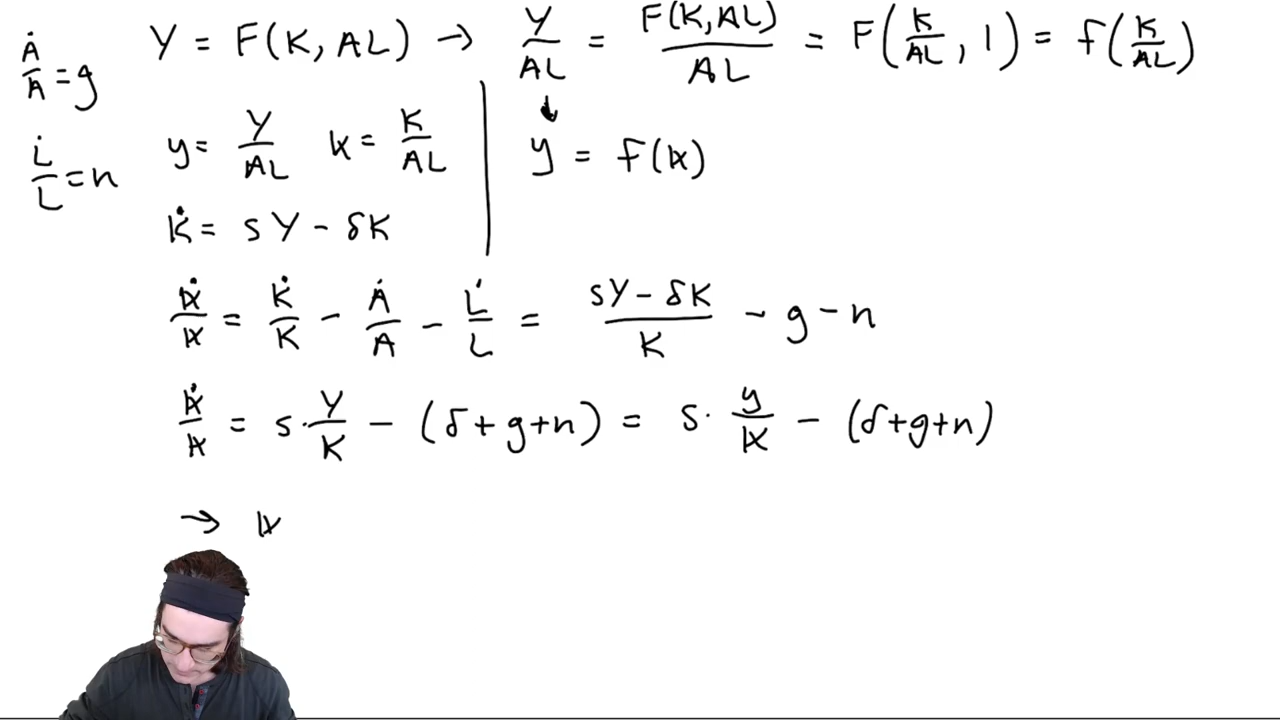 Ȧ/A = g
Y = F(K, AL) → Y/AL = F(K, AL)/AL = F(K/AL, 1) = f(K/AL)
L̇/L = n
y = Y/AL k = K/AL
↓
y = f(k)
K̇ = sY - δK
k̇/k = K̇/K - Ȧ/A - L̇/L = (sY - δK)/K - g - n
k̇/k = s · Y/K - (δ + g + n) = s · y/k - (δ + g + n)
→ k